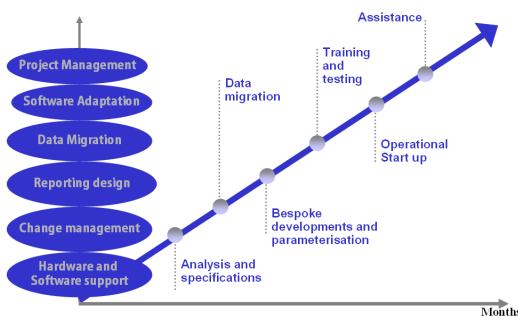 Assistance
Training
and
testing
Project Management
Data
migration
Software Adaptation
Data Migration
Operational
Start up
Reporting design
Bespoke
developments and
parameterisation
Change management
Analysis and
specifications
Hardware and
Software support
Months